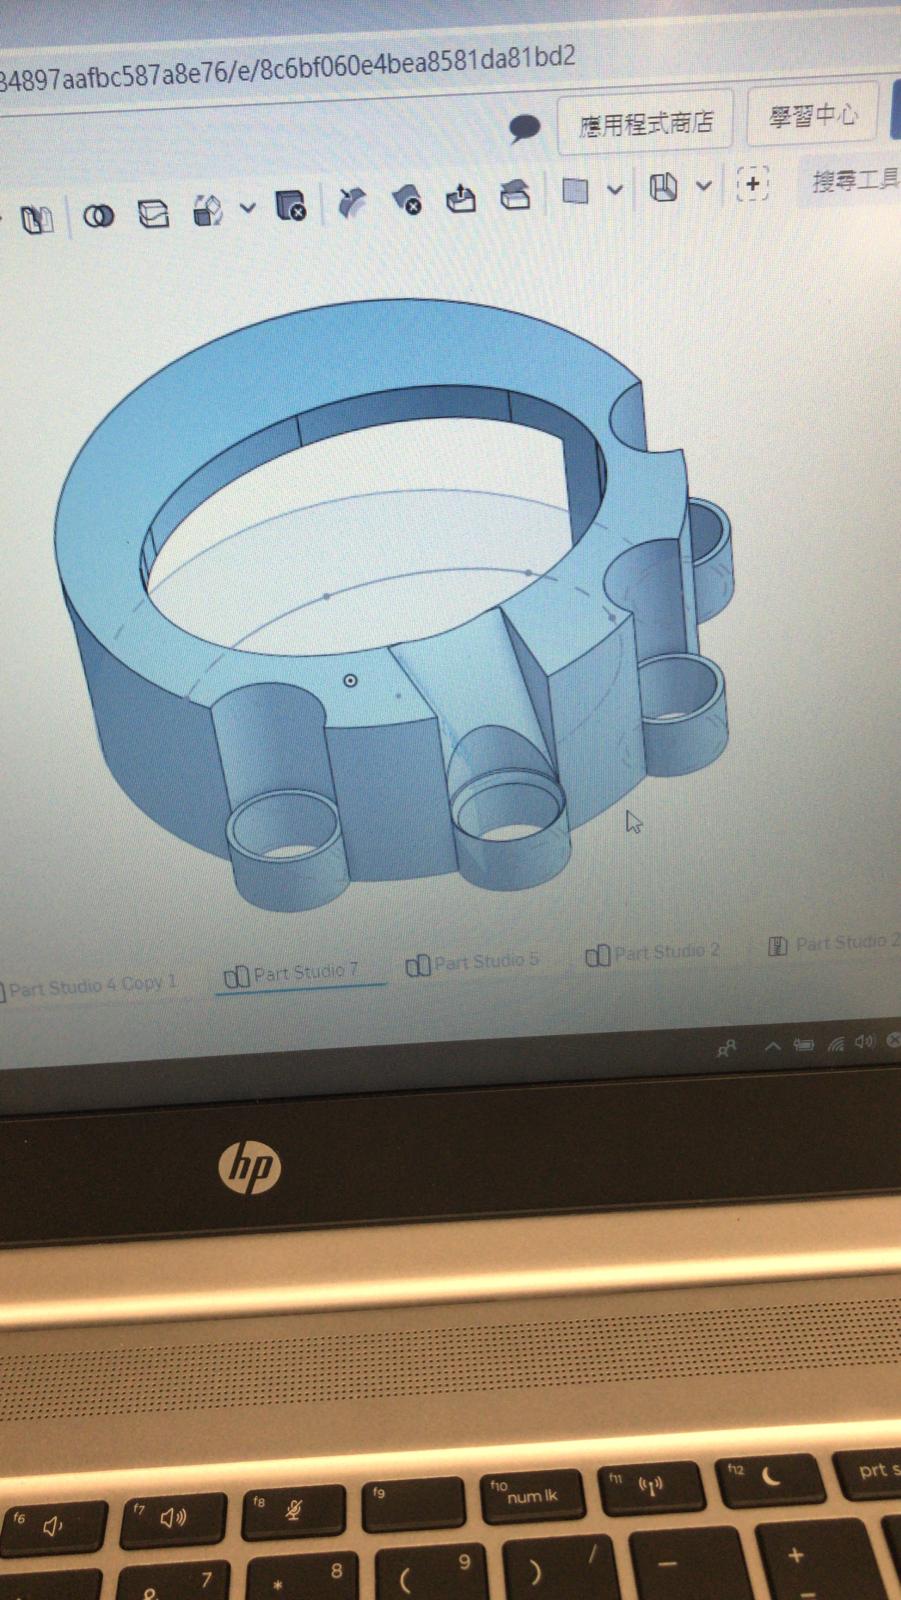 34897aafbc587a8e76/e/8c6bf060e4bea8581da81bd2
應用程式商店
學習中心
搜尋工具
Part Studio 4 Copy 1
Part Studio 7
Part Studio 5
Part Studio 2
Part Studio 2
hp
f6
f7
f8
f9
f10
num lk
f11
f12
prt s
7
* 8
( 9
) /
−
+